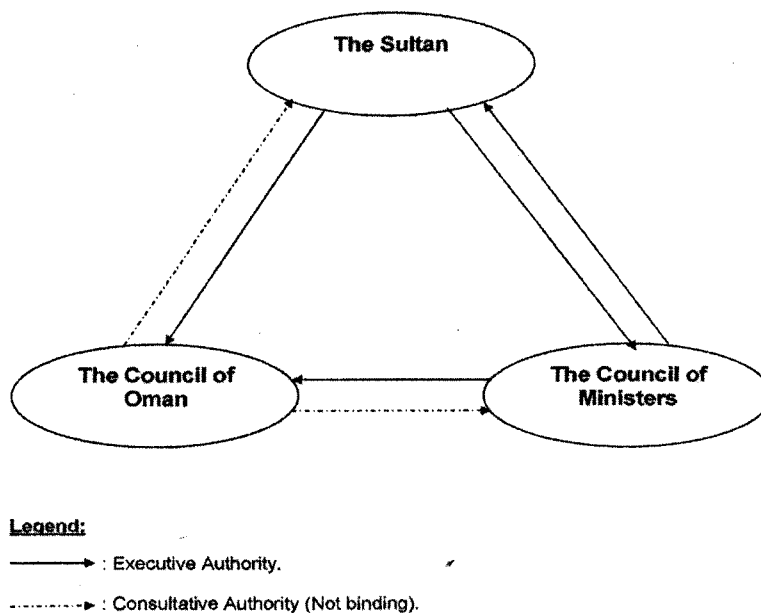 The Sultan
The Council of
Oman
The Council of
Ministers
Legend:
: Executive Authority.
: Consultative Authority (Not binding).